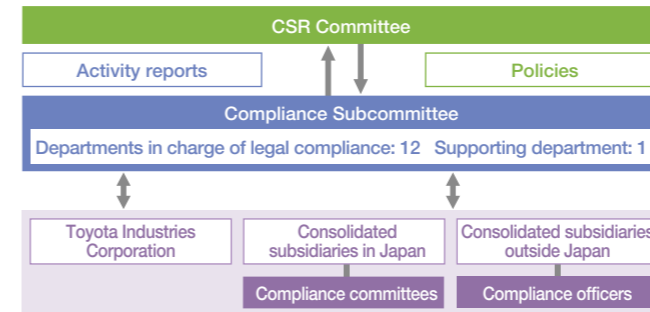 CSR Committee
Activity reports
Policies
Compliance Subcommittee
Departments in charge of legal compliance: 12 Supporting department: 1
Toyota Industries
Corporation
Consolidated
subsidiaries in Japan
Consolidated subsidiaries
outside Japan
Compliance committees
Compliance officers